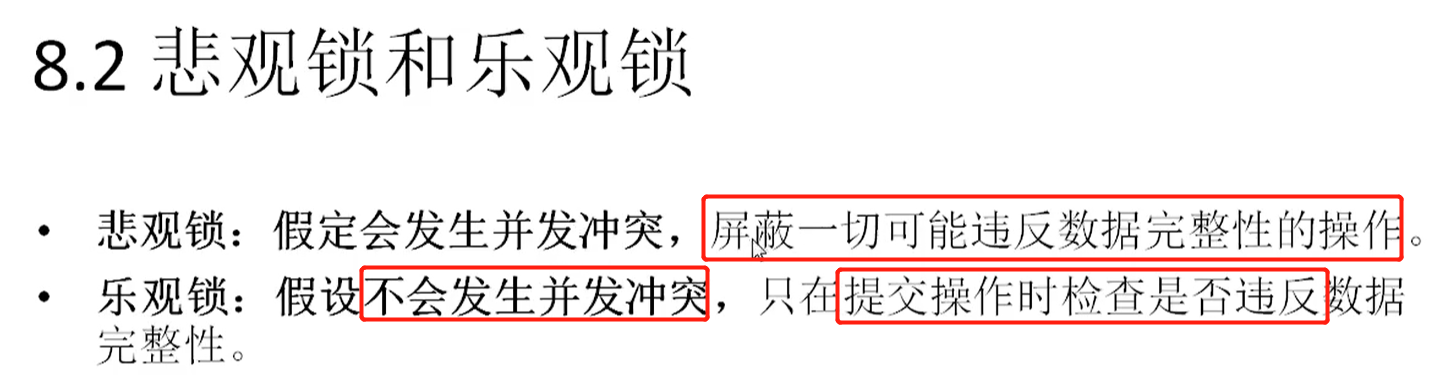 8.2 悲观锁和乐观锁
• 悲观锁：假定会发生并发冲突，屏蔽一切可能违反数据完整性的操作。
• 乐观锁：假设不会发生并发冲突，只在提交操作时检查是否违反数据
完整性。